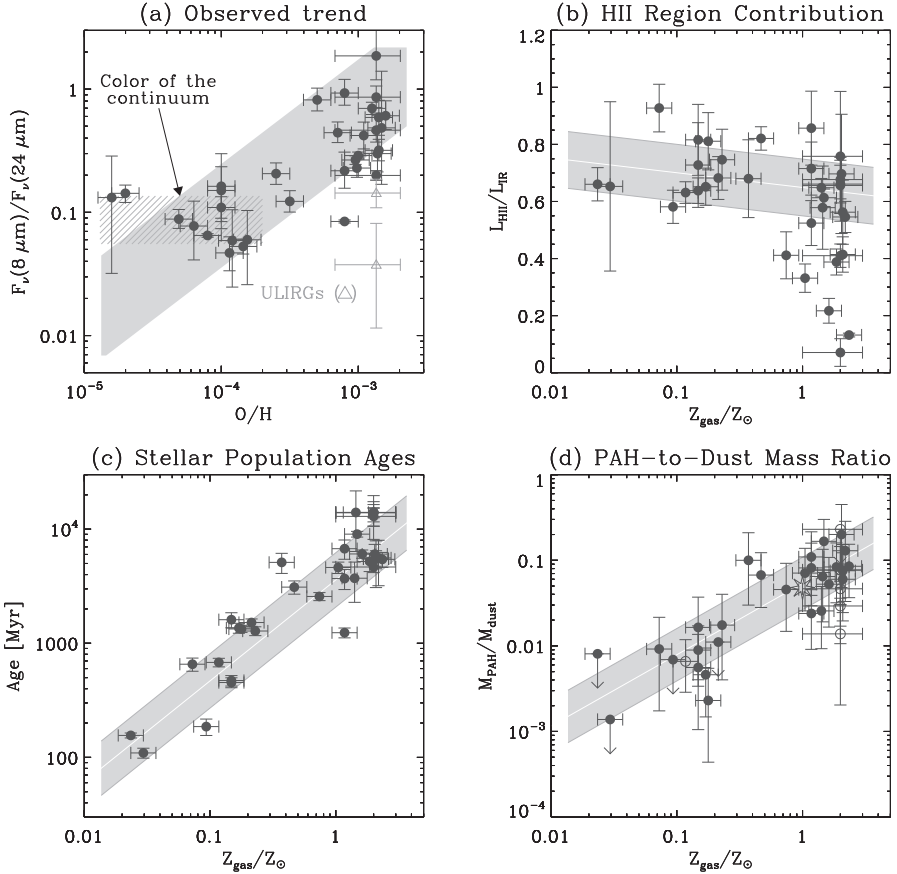 (a) Observed trend
F_ν(8 μm)/F_ν(24 μm)
1
0.1
0.01
Color of the
continuum
ULIRGs (△)
10⁻⁵
10⁻⁴
10⁻³
O/H
(b) HII Region Contribution
L_HII/L_IR
1.2
1
0.8
0.6
0.4
0.2
0
0.01
0.1
1
Z_gas/Z_⊙
(c) Stellar Population Ages
Age [Myr]
10⁴
1000
100
0.01
0.1
1
Z_gas/Z_⊙
(d) PAH−to−Dust Mass Ratio
M_PAH/M_dust
1
0.1
0.01
10⁻³
10⁻⁴
0.01
0.1
1
Z_gas/Z_⊙